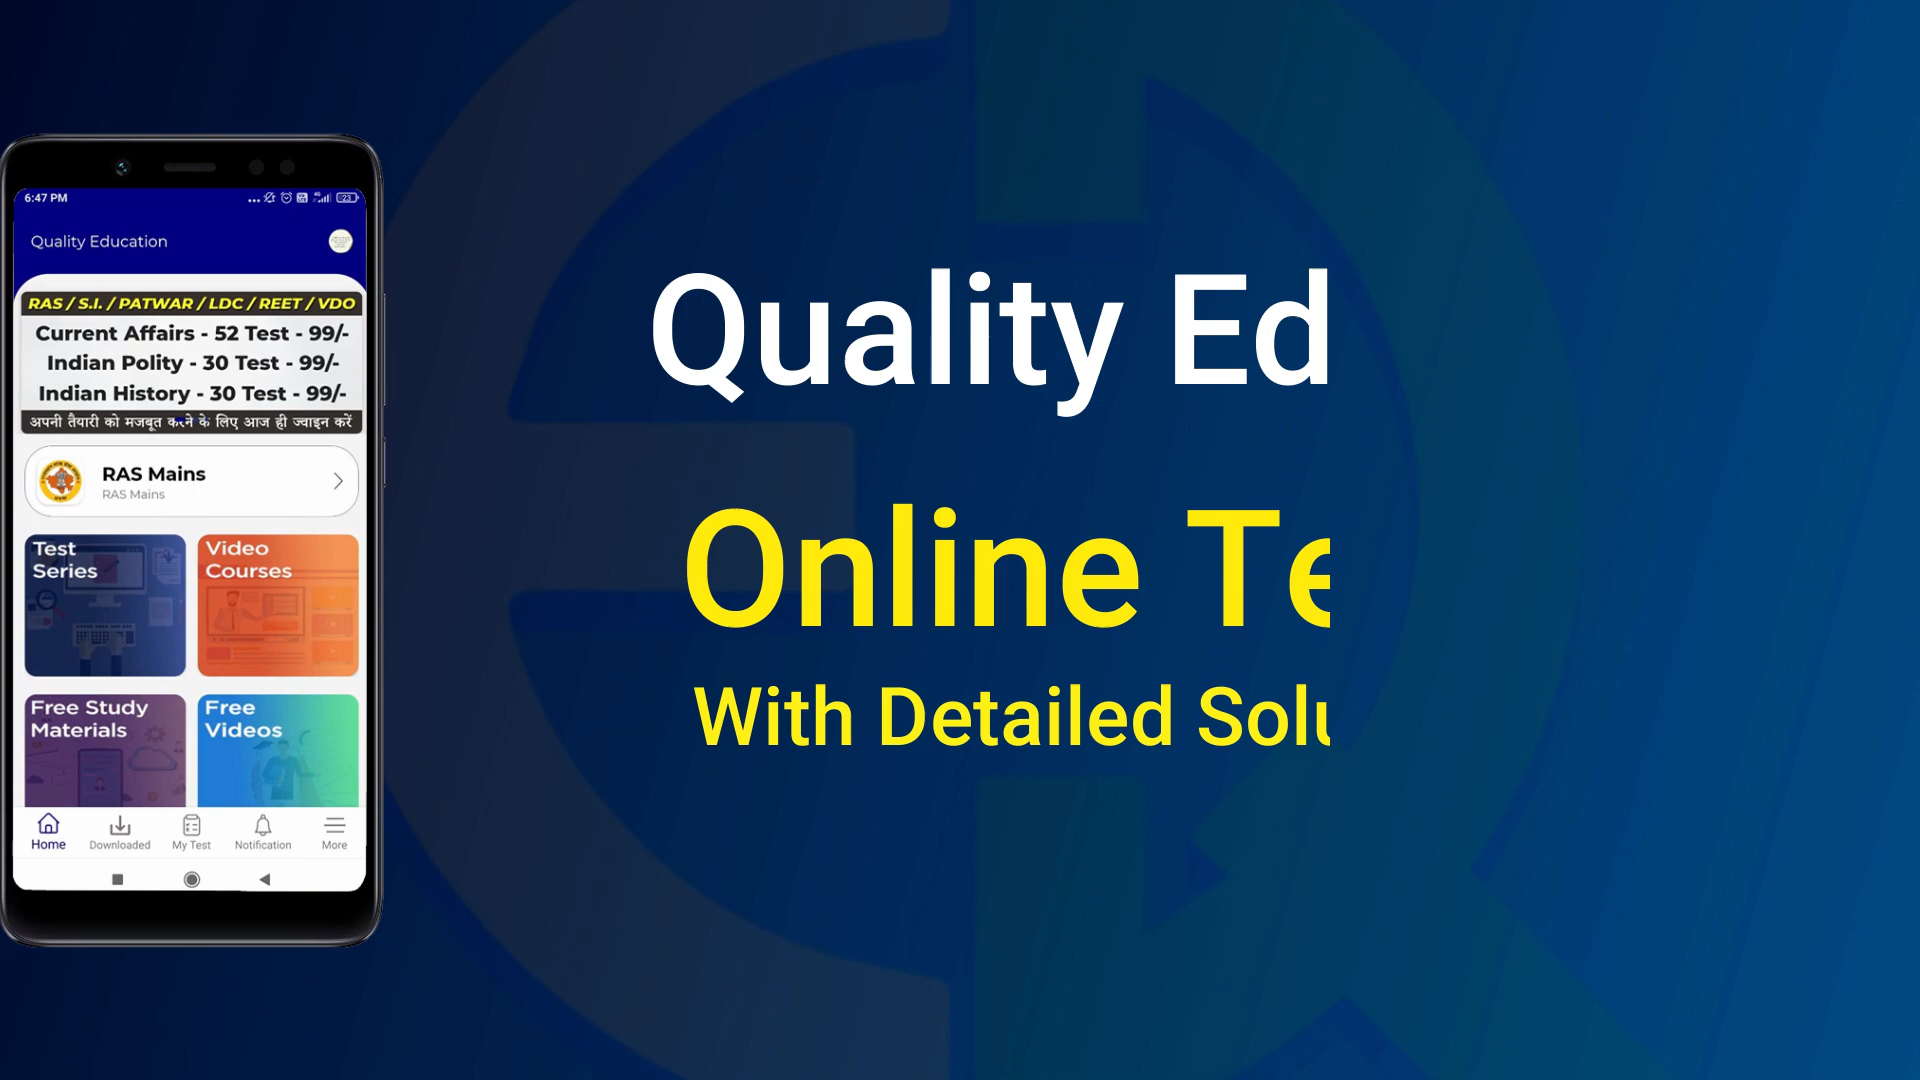 6:47 PM
Quality Education
RAS / S.I. / PATWAR / LDC / REET / VDO
Current Affairs - 52 Test - 99/-
Indian Polity - 30 Test - 99/-
Indian History - 30 Test - 99/-
अपनी तैयारी को मजबूत करने के लिए आज ही ज्वाइन करें
RAS Mains
RAS Mains
Test
Series
Video
Courses
Free Study
Materials
Free
Videos
Home
Downloaded
My Test
Notification
More
Quality Ed
Online Te
With Detailed Solu